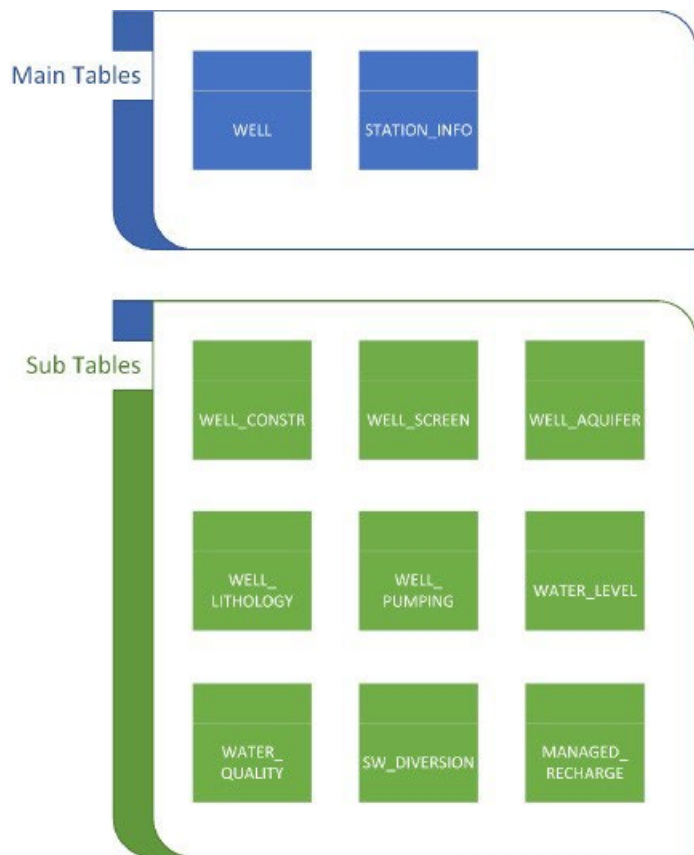 Main Tables
WELL
STATION_INFO
Sub Tables
WELL_CONSTR
WELL_SCREEN
WELL_AQUIFER
WELL_
LITHOLOGY
WELL_
PUMPING
WATER_LEVEL
WATER_
QUALITY
SW_DIVERSION
MANAGED_
RECHARGE